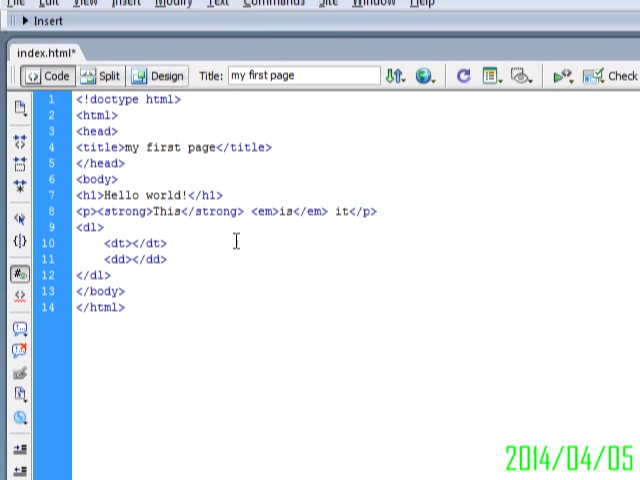 File Edit View Insert Modify Text Commands Site Window Help
Insert
index.html*
Code Split Design Title: my first page Check
1 <!doctype html>
2 <html>
3 <head>
4 <title>my first page</title>
5 </head>
6 <body>
7 <h1>Hello world!</h1>
8 <p><strong>This</strong> <em>is</em> it</p>
9 <dl>
10 <dt></dt>
11 <dd></dd>
12 </dl>
13 </body>
14 </html>
2014/04/05